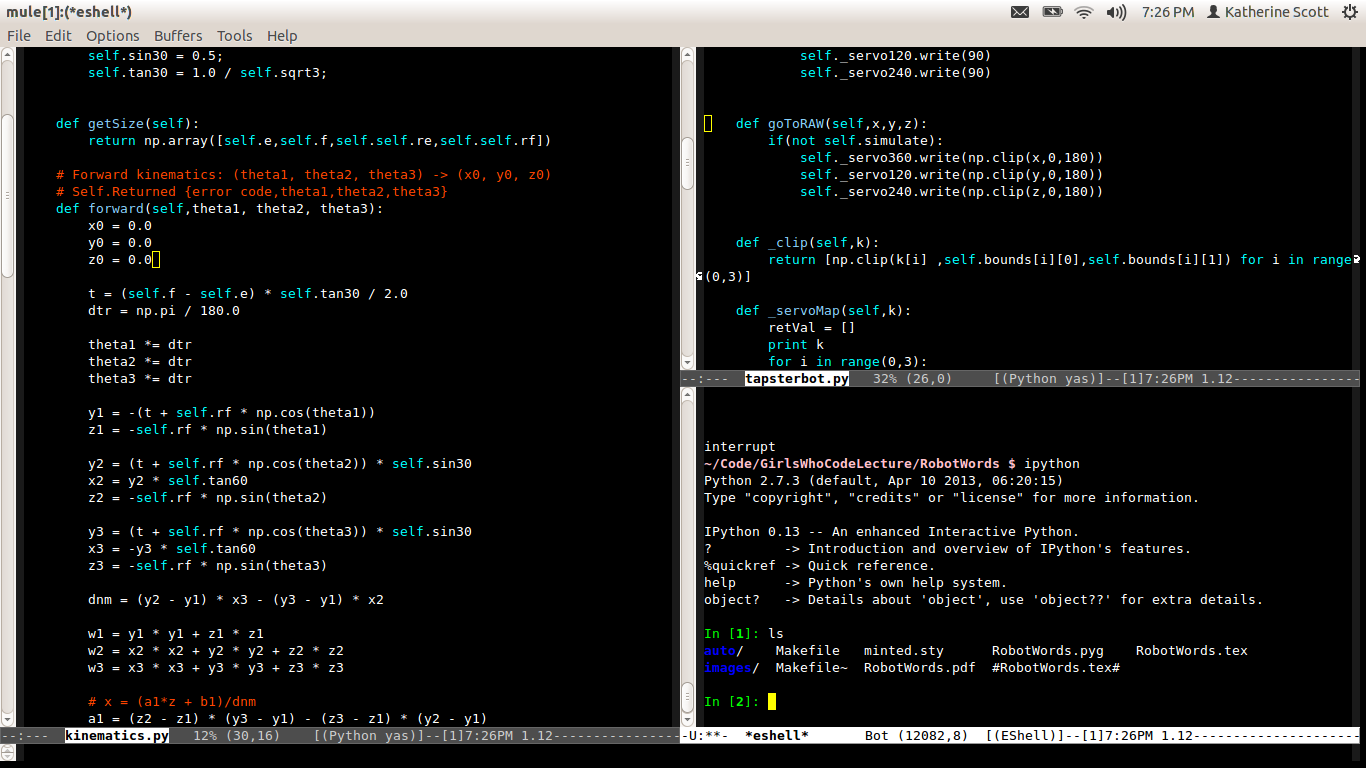 mule[1]:(*eshell*)
7:26 PM Katherine Scott
File Edit Options Buffers Tools Help
self.sin30 = 0.5;
self.tan30 = 1.0 / self.sqrt3;
def getSize(self):
return np.array([self.e,self.f,self.self.re,self.self.rf])
# Forward kinematics: (theta1, theta2, theta3) -> (x0, y0, z0)
# Self.Returned {error code,theta1,theta2,theta3}
def forward(self,theta1, theta2, theta3):
x0 = 0.0
y0 = 0.0
z0 = 0.0
t = (self.f - self.e) * self.tan30 / 2.0
dtr = np.pi / 180.0
theta1 *= dtr
theta2 *= dtr
theta3 *= dtr
y1 = -(t + self.rf * np.cos(theta1))
z1 = -self.rf * np.sin(theta1)
y2 = (t + self.rf * np.cos(theta2)) * self.sin30
x2 = y2 * self.tan60
z2 = -self.rf * np.sin(theta2)
y3 = (t + self.rf * np.cos(theta3)) * self.sin30
x3 = -y3 * self.tan60
z3 = -self.rf * np.sin(theta3)
dnm = (y2 - y1) * x3 - (y3 - y1) * x2
w1 = y1 * y1 + z1 * z1
w2 = x2 * x2 + y2 * y2 + z2 * z2
w3 = x3 * x3 + y3 * y3 + z3 * z3
# x = (a1*z + b1)/dnm
a1 = (z2 - z1) * (y3 - y1) - (z3 - z1) * (y2 - y1)
--:--- kinematics.py 12% (30,16) [(Python yas)]--[1]7:26PM 1.12----------------
self._servo120.write(90)
self._servo240.write(90)
def goToRAW(self,x,y,z):
if(not self.simulate):
self._servo360.write(np.clip(x,0,180))
self._servo120.write(np.clip(y,0,180))
self._servo240.write(np.clip(z,0,180))
def _clip(self,k):
return [np.clip(k[i] ,self.bounds[i][0],self.bounds[i][1]) for i in range
(0,3)]
def _servoMap(self,k):
retVal = []
print k
for i in range(0,3):
--:--- tapsterbot.py 32% (26,0) [(Python yas)]--[1]7:26PM 1.12----------------
interrupt
~/Code/GirlsWhoCodeLecture/RobotWords $ ipython
Python 2.7.3 (default, Apr 10 2013, 06:20:15)
Type "copyright", "credits" or "license" for more information.
IPython 0.13 -- An enhanced Interactive Python.
? -> Introduction and overview of IPython's features.
%quickref -> Quick reference.
help -> Python's own help system.
object? -> Details about 'object', use 'object??' for extra details.
In [1]: ls
auto/ Makefile minted.sty RobotWords.pyg RobotWords.tex
images/ Makefile~ RobotWords.pdf #RobotWords.tex#
In [2]:
-U:**- *eshell* Bot (12082,8) [(EShell)]--[1]7:26PM 1.12---------------------